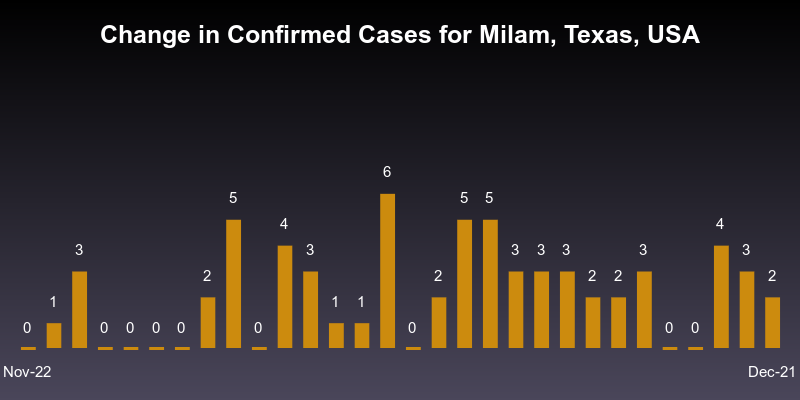 Change in Confirmed Cases for Milam, Texas, USA
0 1 3 0 0 0 0 2 5 0 4 3 1 1 6 0 2 5 5 3 3 3 2 2 3 0 0 4 3 2
Nov-22 Dec-21